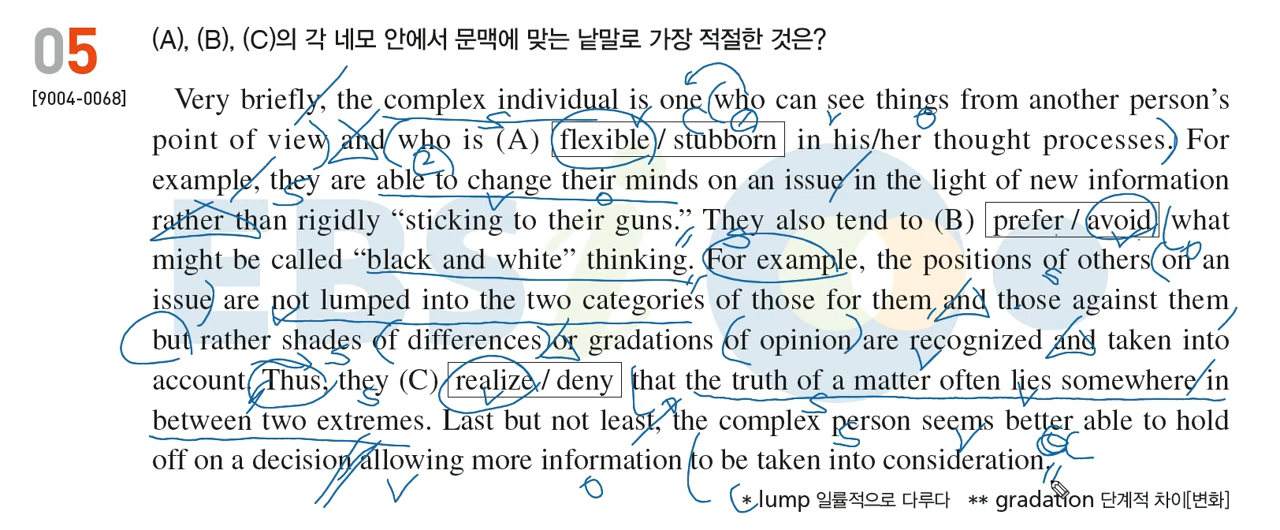 05
(A), (B), (C)의 각 네모 안에서 문맥에 맞는 낱말로 가장 적절한 것은?
[9004-0068]
Very briefly, the complex individual is one who can see things from another person's
point of view and who is (A) flexible / stubborn in his/her thought processes. For
example, they are able to change their minds on an issue in the light of new information
rather than rigidly “sticking to their guns.” They also tend to (B) prefer / avoid what
might be called “black and white” thinking. For example, the positions of others on an
issue are not lumped into the two categories of those for them and those against them
but rather shades of differences or gradations of opinion are recognized and taken into
account. Thus, they (C) realize / deny that the truth of a matter often lies somewhere in
between two extremes. Last but not least, the complex person seems better able to hold
off on a decision allowing more information to be taken into consideration.
* lump 일률적으로 다루다 ** gradation 단계적 차이[변화]